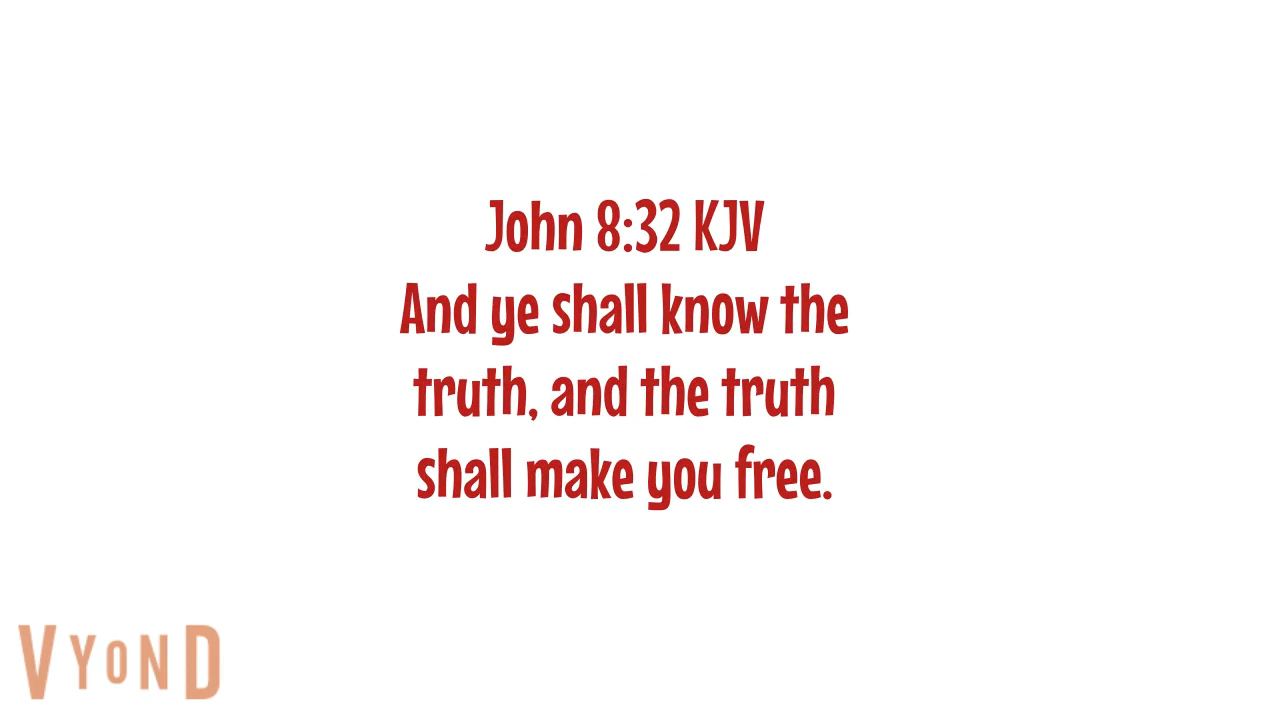 John 8:32 KJV
And ye shall know the
truth, and the truth
shall make you free.
VYOND